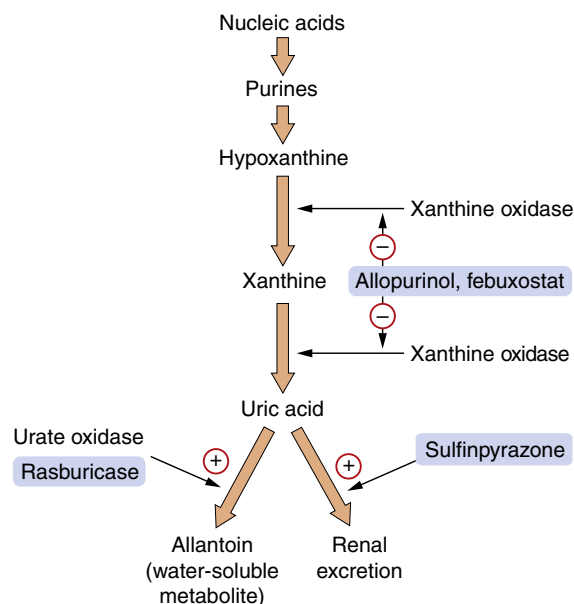 Nucleic acids
Purines
Hypoxanthine
Xanthine oxidase
−
Xanthine
Allopurinol, febuxostat
−
Xanthine oxidase
Uric acid
Urate oxidase
+
+
Sulfinpyrazone
Rasburicase
Allantoin
(water-soluble
metabolite)
Renal
excretion